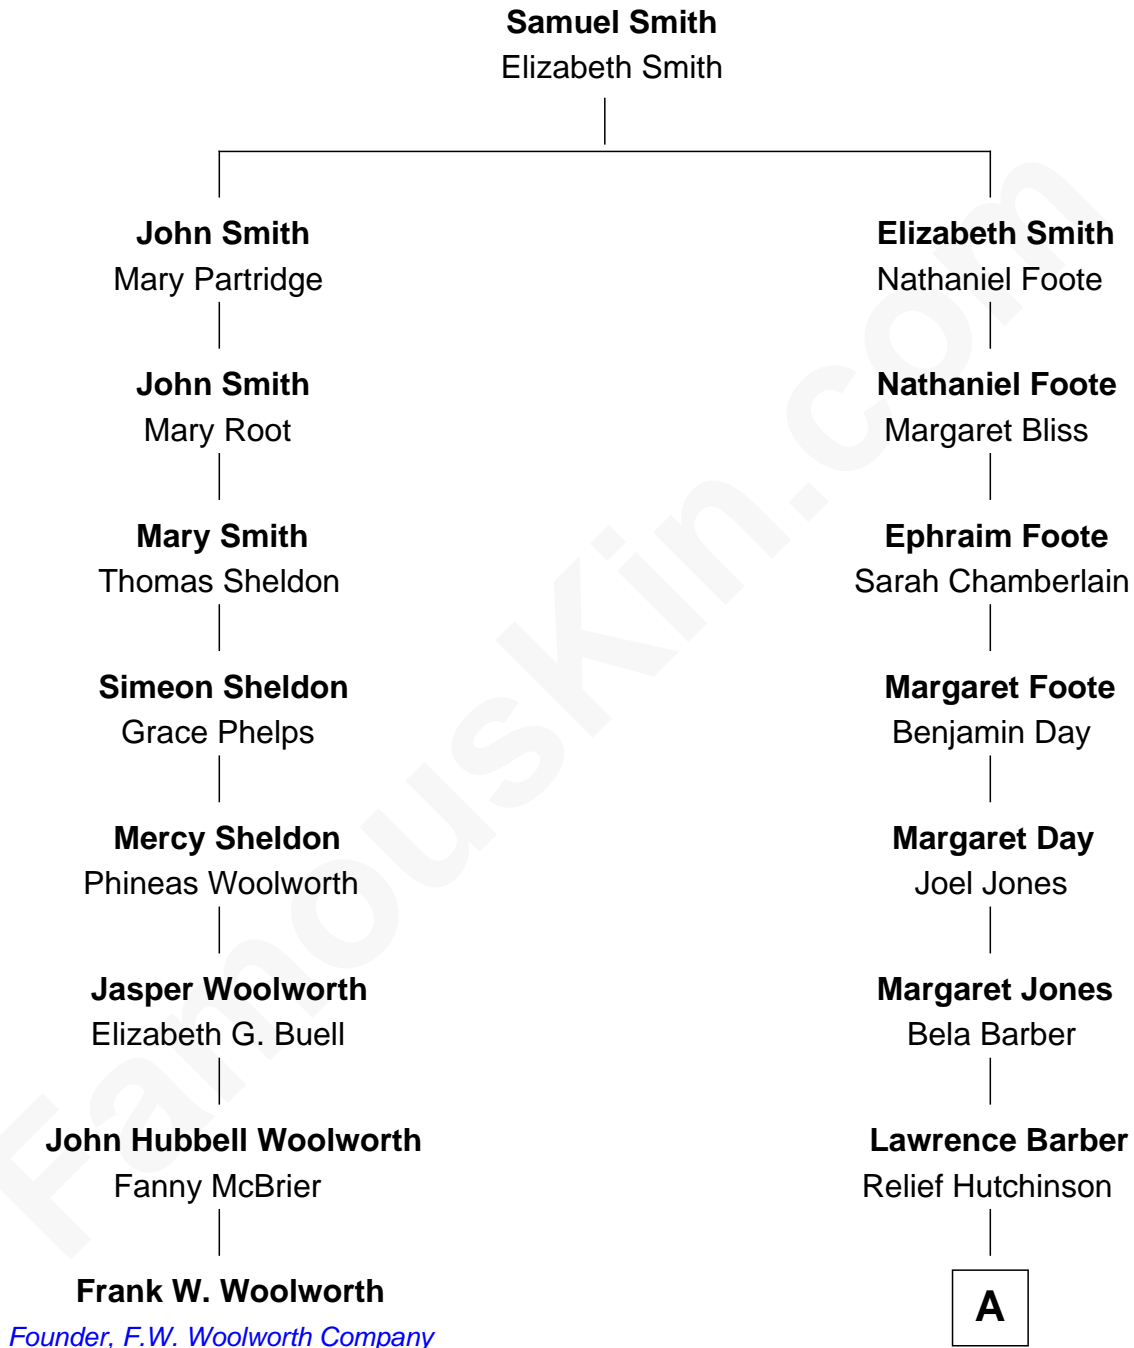 Samuel Smith
Elizabeth Smith
John Smith
Mary Partridge
Elizabeth Smith
Nathaniel Foote
John Smith
Mary Root
Nathaniel Foote
Margaret Bliss
Mary Smith
Thomas Sheldon
Ephraim Foote
Sarah Chamberlain
Simeon Sheldon
Grace Phelps
Margaret Foote
Benjamin Day
Mercy Sheldon
Phineas Woolworth
Margaret Day
Joel Jones
Jasper Woolworth
Elizabeth G. Buell
Margaret Jones
Bela Barber
John Hubbell Woolworth
Fanny McBrier
Lawrence Barber
Relief Hutchinson
Frank W. Woolworth
Founder, F.W. Woolworth Company
A
FamousKin.com